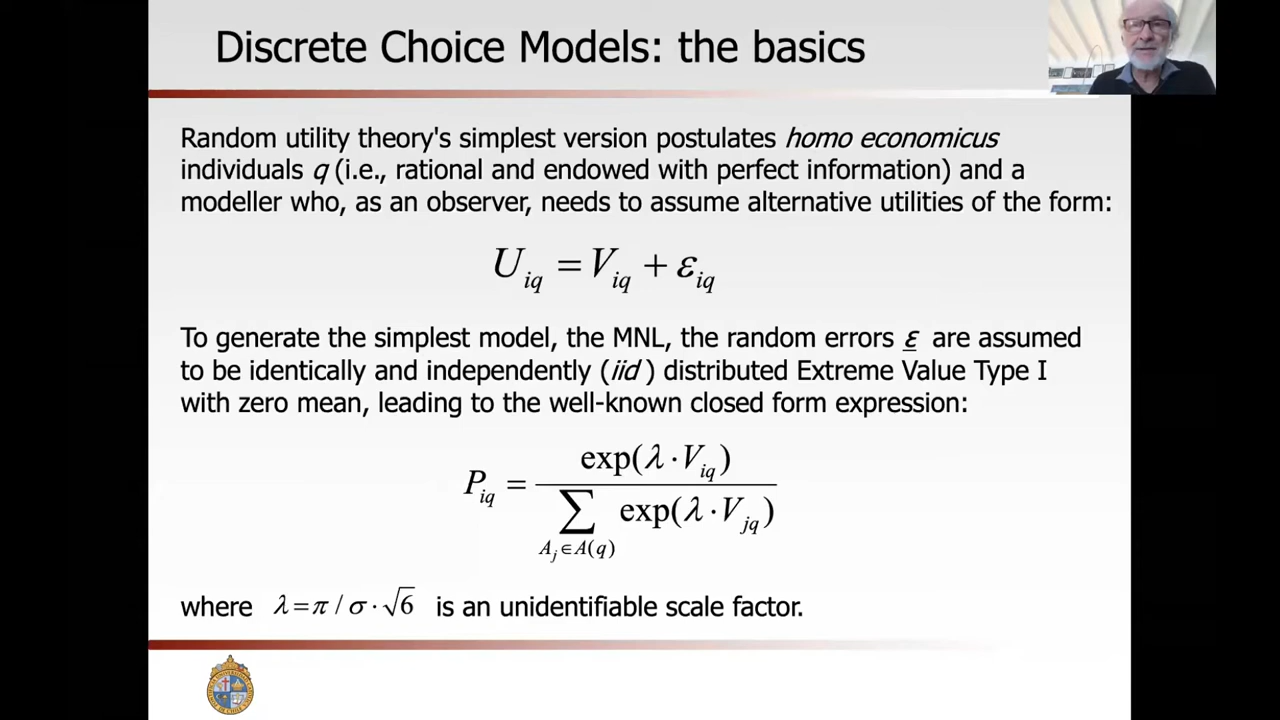 Discrete Choice Models: the basics
Random utility theory's simplest version postulates homo economicus
individuals q (i.e., rational and endowed with perfect information) and a
modeller who, as an observer, needs to assume alternative utilities of the form:
U_iq = V_iq + ε_iq
To generate the simplest model, the MNL, the random errors ε are assumed
to be identically and independently (iid ) distributed Extreme Value Type I
with zero mean, leading to the well-known closed form expression:
P_iq = exp(λ · V_iq) / ∑_{A_j ∈ A(q)} exp(λ · V_jq)
where λ = π / σ · √6 is an unidentifiable scale factor.